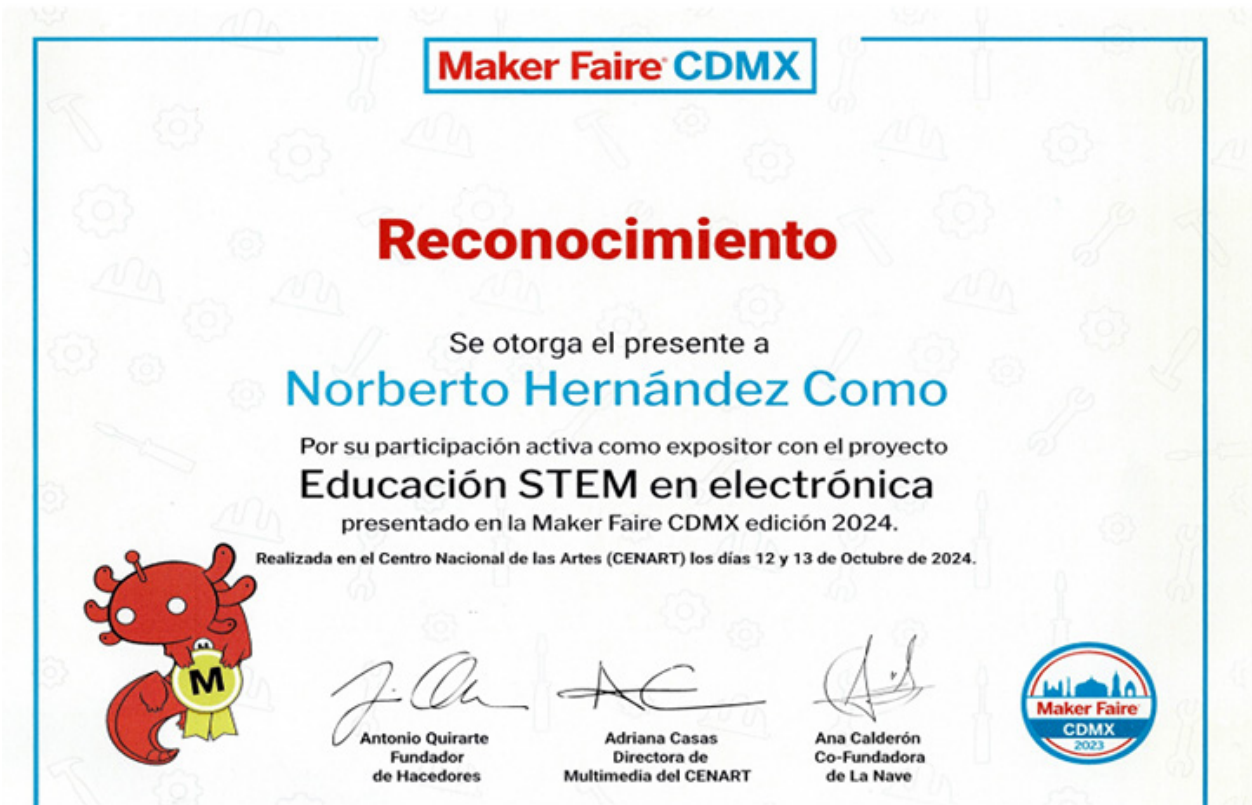 Maker Faire CDMX
Reconocimiento
Se otorga el presente a
Norberto Hernández Como
Por su participación activa como expositor con el proyecto
Educación STEM en electrónica
presentado en la Maker Faire CDMX edición 2024.
Realizada en el Centro Nacional de las Artes (CENART) los días 12 y 13 de Octubre de 2024.
M
Antonio Quirarte
Fundador
de Hacedores
Adriana Casas
Directora de
Multimedia del CENART
Ana Calderón
Co-Fundadora
de La Nave
Maker Faire
CDMX
2023